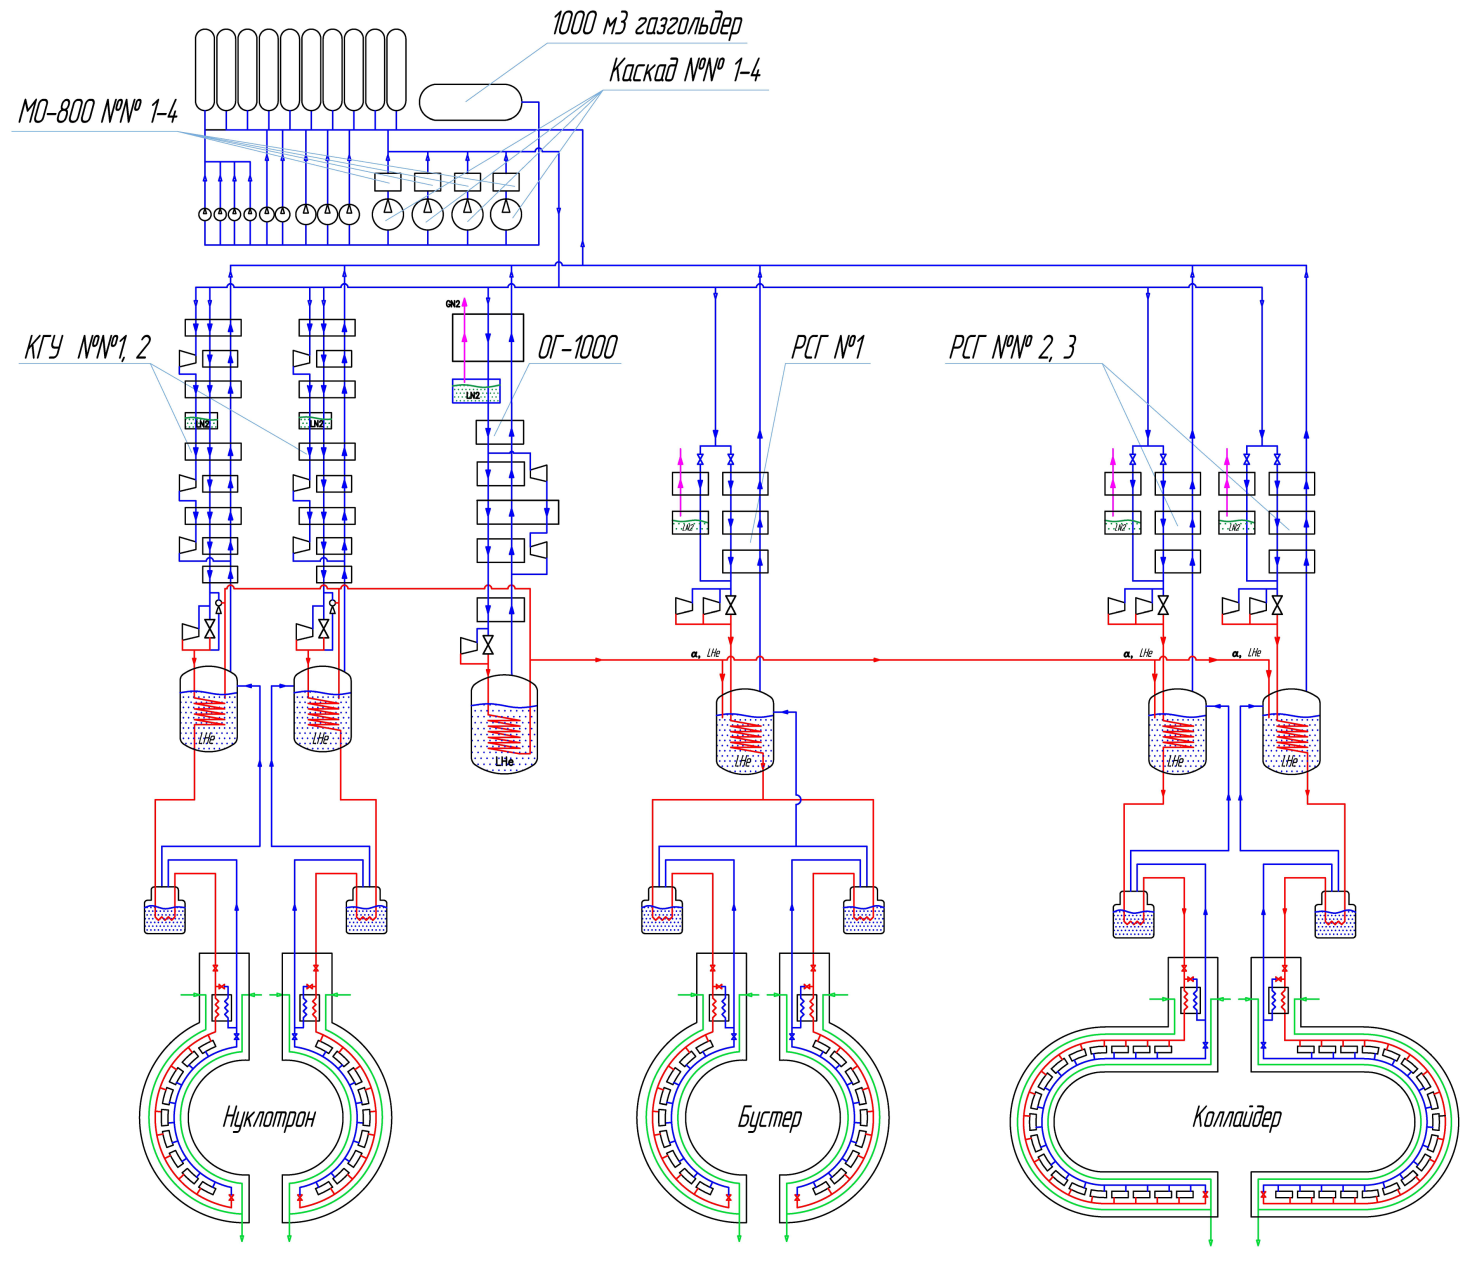 1000 м3 газгольдер
Каскад №№ 1-4
МО-800 №№ 1-4
GN2
КГУ №№1, 2
ОГ-1000
РСГ №1
РСГ №№ 2, 3
LN2
LN2
LN2
LN2
LN2
LN2
α, LHe
α, LHe
α, LHe
LHe
LHe
LHe
LHe
LHe
LHe
Нуклотрон
Бустер
Коллайдер